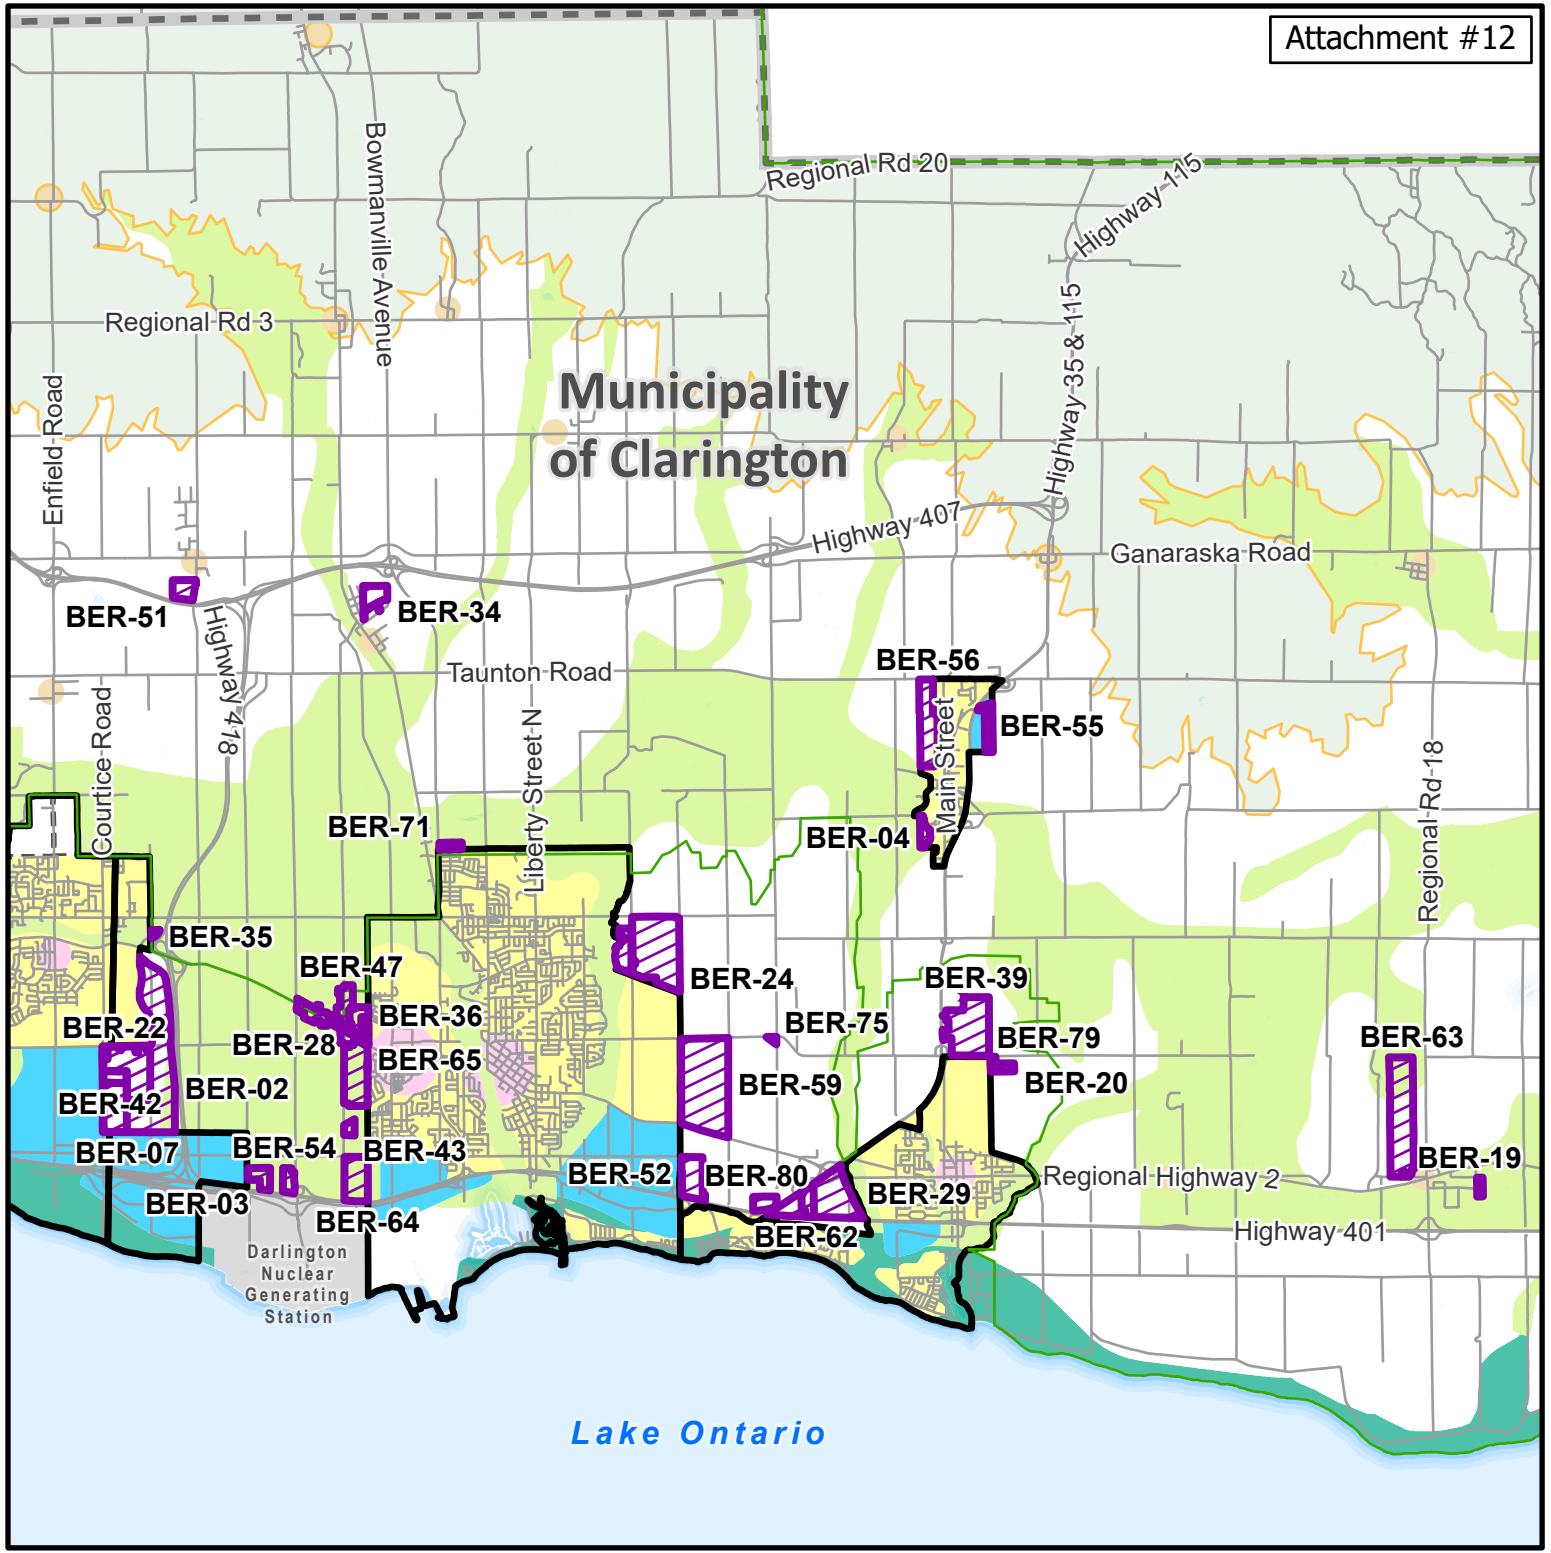 Attachment #12
Regional Rd 20
Highway 115
Bowmanville Avenue
Regional Rd 3
Highway 35 & 115
Municipality
of Clarington
Enfield Road
Highway 407
Ganaraska Road
BER-51
BER-34
Highway 418
Taunton Road
BER-56
Main Street
BER-55
Courtice Road
Liberty Street N
Regional Rd 18
BER-71
BER-04
BER-35
BER-47
BER-24
BER-39
BER-22
BER-36
BER-28
BER-75
BER-79
BER-63
BER-65
BER-02
BER-59
BER-20
BER-42
BER-07
BER-54
BER-43
BER-52
BER-80
BER-29
Regional Highway 2
BER-19
BER-03
BER-64
BER-62
Highway 401
Darlington
Nuclear
Generating
Station
Lake Ontario